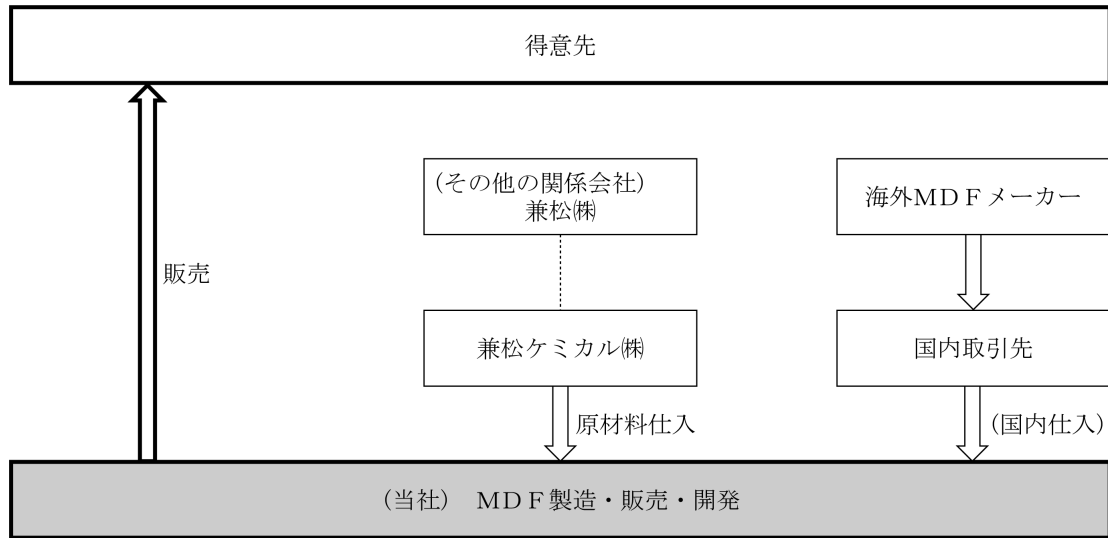 得意先
(その他の関係会社)
兼松㈱
海外MDFメーカー
販売
兼松ケミカル㈱
国内取引先
原材料仕入
(国内仕入)
(当社) MDF製造・販売・開発